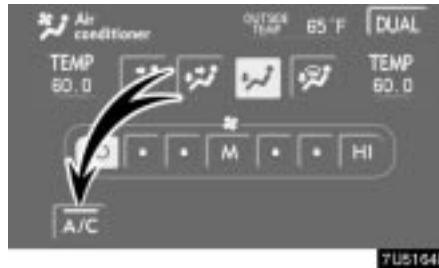 Air
conditioner
OUTSIDE
TEMP
65°F
DUAL
TEMP
60.0
TEMP
60.0
M
HI
A/C
7U5164